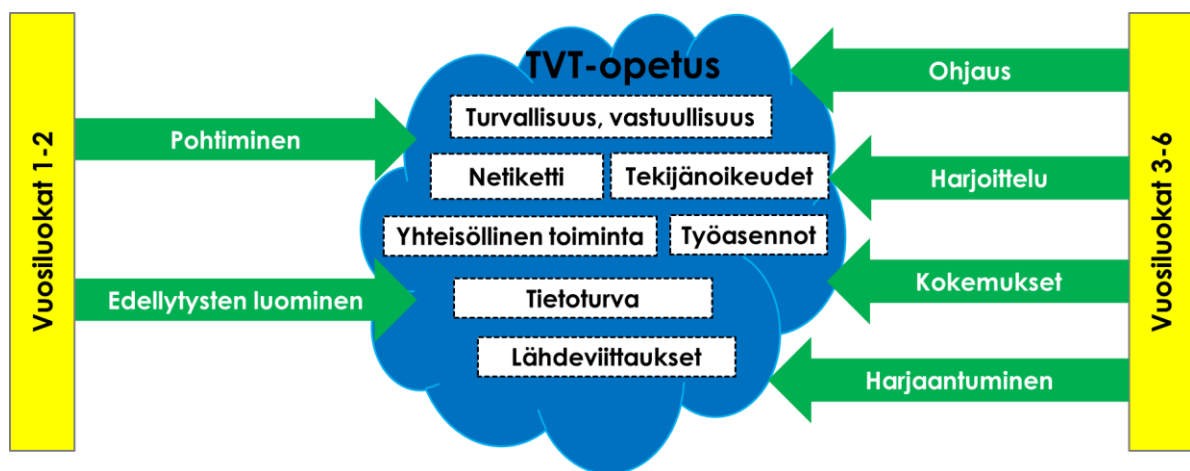 TVT-opetus
Vuosiluokat 1-2
Pohtiminen
Edellytysten luominen
Turvallisuus, vastuullisuus
Netiketti
Tekijänoikeudet
Yhteisöllinen toiminta
Työasennot
Tietoturva
Lähdeviittaukset
Ohjaus
Harjoittelu
Kokemukset
Harjaantuminen
Vuosiluokat 3-6